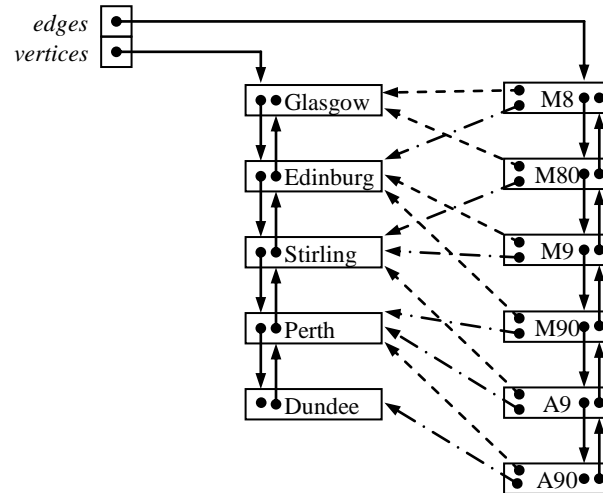 edges
vertices
Glasgow
M8
Edinburg
M80
Stirling
M9
Perth
M90
Dundee
A9
A90